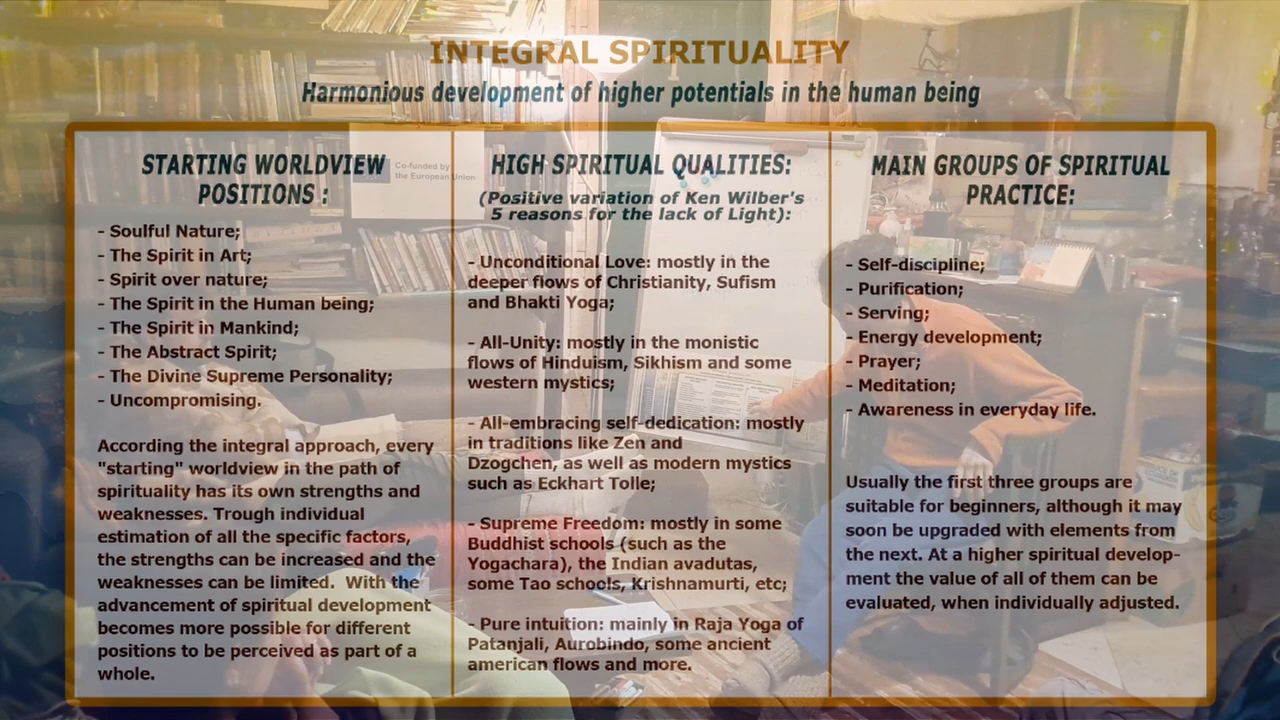 INTEGRAL SPIRITUALITY
Harmonious development of higher potentials in the human being
STARTING WORLDVIEW
POSITIONS :
- Soulful Nature;
- The Spirit in Art;
- Spirit over nature;
- The Spirit in the Human being;
- The Spirit in Mankind;
- The Abstract Spirit;
- The Divine Supreme Personality;
- Uncompromising.
According the integral approach, every
"starting" worldview in the path of
spirituality has its own strengths and
weaknesses. Trough individual
estimation of all the specific factors,
the strengths can be increased and the
weaknesses can be limited. With the
advancement of spiritual development
becomes more possible for different
positions to be perceived as part of a
whole.
Co-funded by
the European Union
HIGH SPIRITUAL QUALITIES:
(Positive variation of Ken Wilber's
5 reasons for the lack of Light):
- Unconditional Love: mostly in the
deeper flows of Christianity, Sufism
and Bhakti Yoga;
- All-Unity: mostly in the monistic
flows of Hinduism, Sikhism and some
western mystics;
- All-embracing self-dedication: mostly
in traditions like Zen and
Dzogchen, as well as modern mystics
such as Eckhart Tolle;
- Supreme Freedom: mostly in some
Buddhist schools (such as the
Yogachara), the Indian avadutas,
some Tao schools, Krishnamurti, etc;
- Pure intuition: mainly in Raja Yoga of
Patanjali, Aurobindo, some ancient
american flows and more.
MAIN GROUPS OF SPIRITUAL
PRACTICE:
- Self-discipline;
- Purification;
- Serving;
- Energy development;
- Prayer;
- Meditation;
- Awareness in everyday life.
Usually the first three groups are
suitable for beginners, although it may
soon be upgraded with elements from
the next. At a higher spiritual develop-
ment the value of all of them can be
evaluated, when individually adjusted.